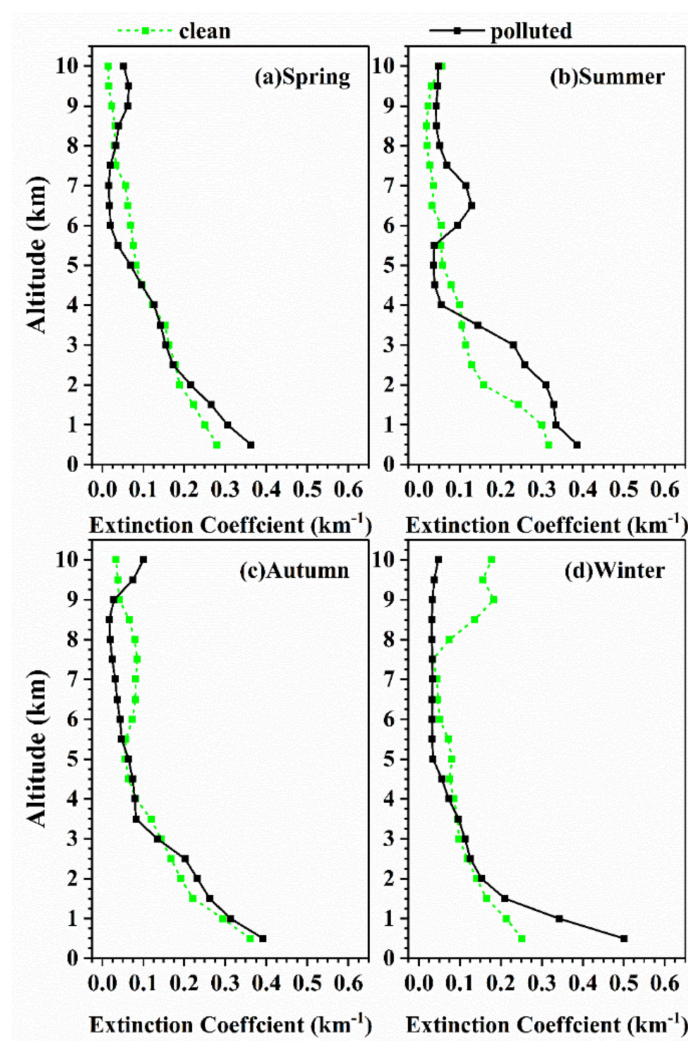 clean polluted
10 (a)Spring 10 (b)Summer
9 9
8 8
7 7
6 6
5 5
4 4
3 3
2 2
1 1
0 0
Altitude (km)
0.0 0.1 0.2 0.3 0.4 0.5 0.6 0.0 0.1 0.2 0.3 0.4 0.5 0.6
Extinction Coeffcient (km-1) Extinction Coeffcient (km-1)
10 (c)Autumn 10 (d)Winter
9 9
8 8
7 7
6 6
5 5
4 4
3 3
2 2
1 1
0 0
Altitude (km)
0.0 0.1 0.2 0.3 0.4 0.5 0.6 0.0 0.1 0.2 0.3 0.4 0.5 0.6
Extinction Coeffcient (km-1) Extinction Coeffcient (km-1)